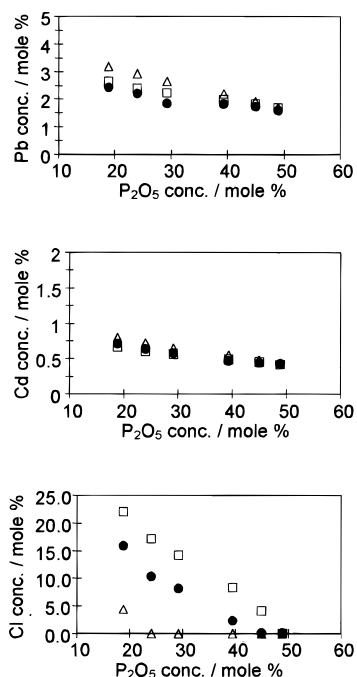 5
4
3
2
1
0
Pb conc. / mole %
10 20 30 40 50 60
P₂O₅ conc. / mole %
2
1.5
1
0.5
0
Cd conc. / mole %
10 20 30 40 50 60
P₂O₅ conc. / mole %
25.0
20.0
15.0
10.0
5.0
0.0
Cl conc. / mole %
10 20 30 40 50 60
P₂O₅ conc. / mole %